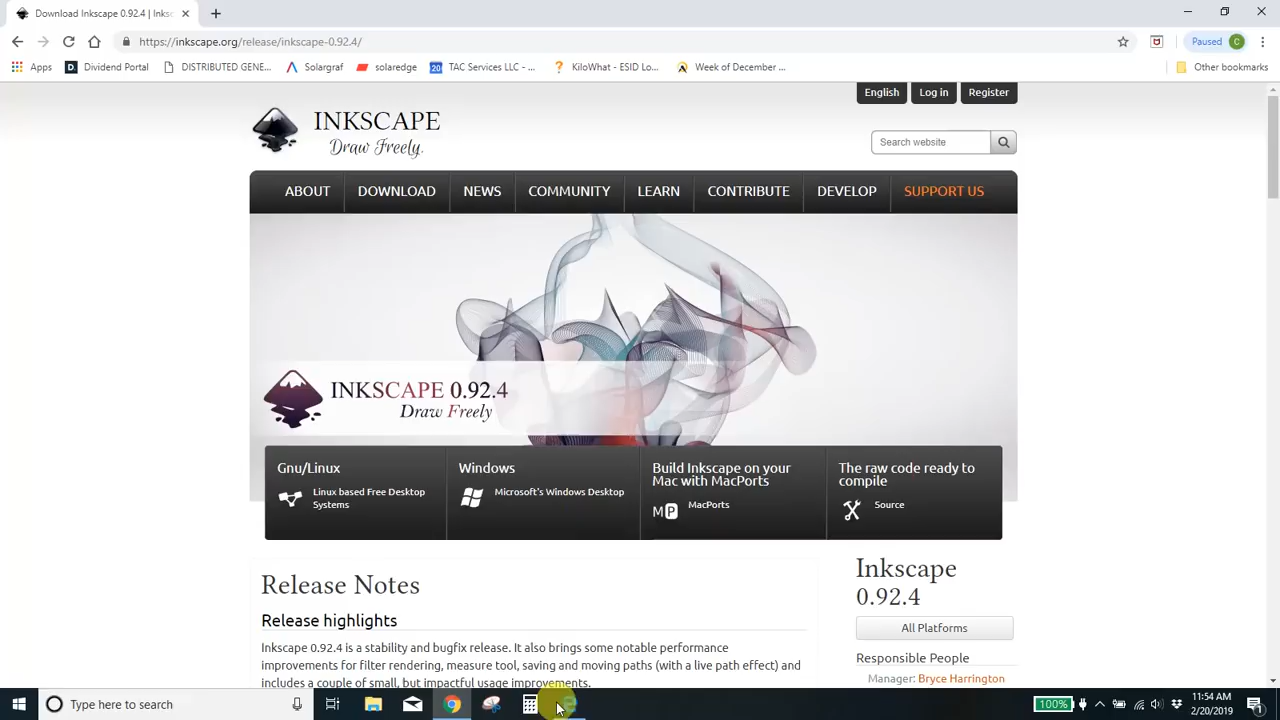 Download Inkscape 0.92.4 | Inks
https://inkscape.org/release/inkscape-0.92.4/
Paused C
Apps D Dividend Portal DISTRIBUTED GENE... Solargraf solaredge 20 TAC Services LLC - ... ? KiloWhat - ESID Lo... Week of December ... Other bookmarks
English Log in Register
INKSCAPE
Draw Freely.
Search website
ABOUT DOWNLOAD NEWS COMMUNITY LEARN CONTRIBUTE DEVELOP SUPPORT US
INKSCAPE 0.92.4
Draw Freely
Gnu/Linux
Linux based Free Desktop
Systems
Windows
Microsoft's Windows Desktop
Build Inkscape on your
Mac with MacPorts
MP MacPorts
The raw code ready to
compile
Source
Release Notes
Release highlights
Inkscape 0.92.4 is a stability and bugfix release. It also brings some notable performance
improvements for filter rendering, measure tool, saving and moving paths (with a live path effect) and
includes a couple of small, but impactful usage improvements.
Inkscape
0.92.4
All Platforms
Responsible People
Manager: Bryce Harrington
Type here to search
100%
11:54 AM
2/20/2019